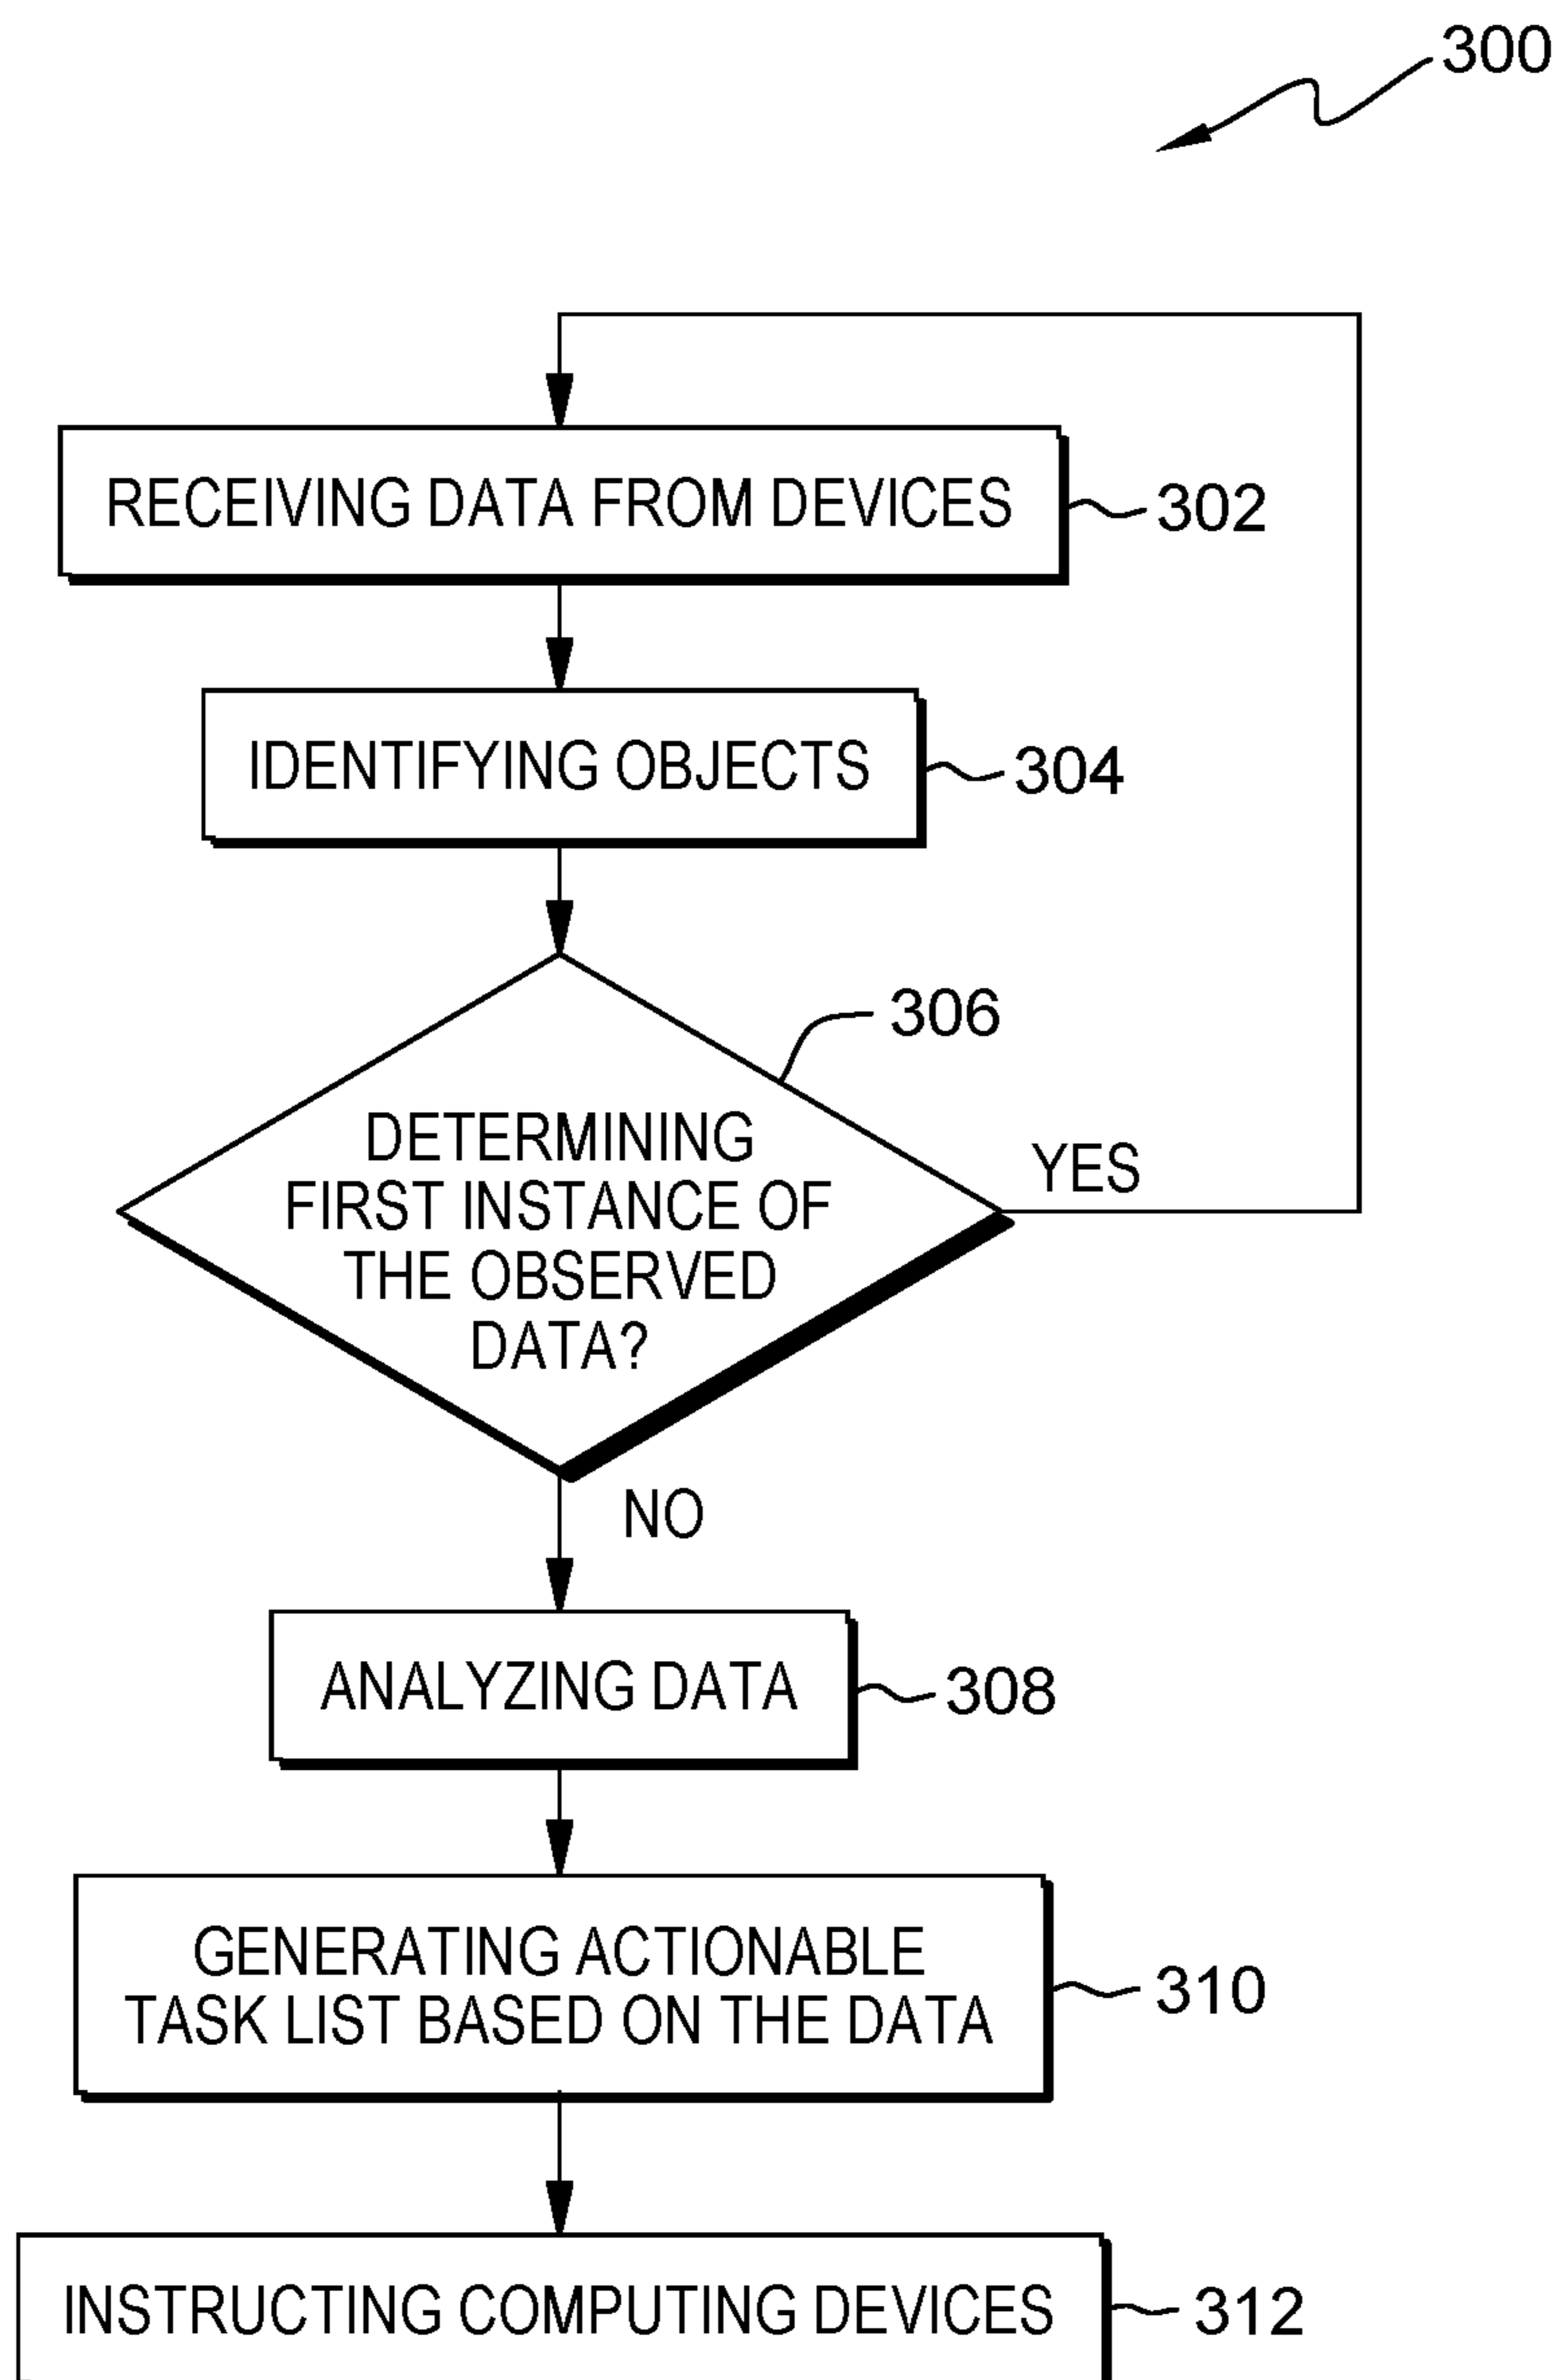 300
RECEIVING DATA FROM DEVICES
302
IDENTIFYING OBJECTS
304
306
DETERMINING
FIRST INSTANCE OF
THE OBSERVED
DATA?
YES
NO
ANALYZING DATA
308
GENERATING ACTIONABLE
TASK LIST BASED ON THE DATA
310
INSTRUCTING COMPUTING DEVICES
312